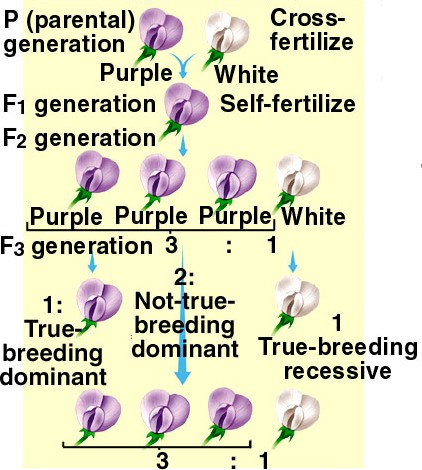 P (parental) generation
Cross-fertilize
Purple White
F1 generation Self-fertilize
F2 generation
Purple Purple Purple White
F3 generation 3 : 1
1:
True-
breeding
dominant
2:
Not-true-
breeding
dominant
1
True-breeding
recessive
3 : 1